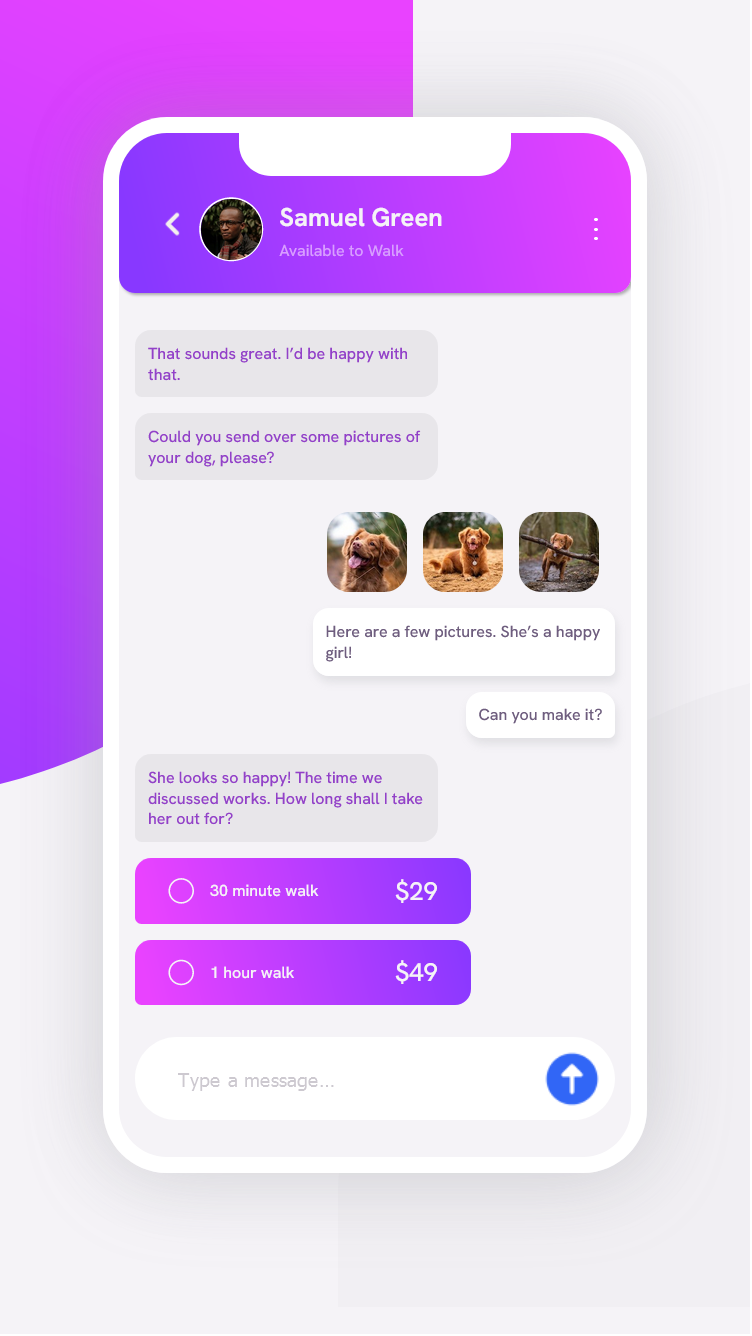 Samuel Green
Available to Walk
That sounds great. I’d be happy with
that.
Could you send over some pictures of
your dog, please?
Here are a few pictures. She’s a happy
girl!
Can you make it?
She looks so happy! The time we
discussed works. How long shall I take
her out for?
30 minute walk $29
1 hour walk $49
Type a message...